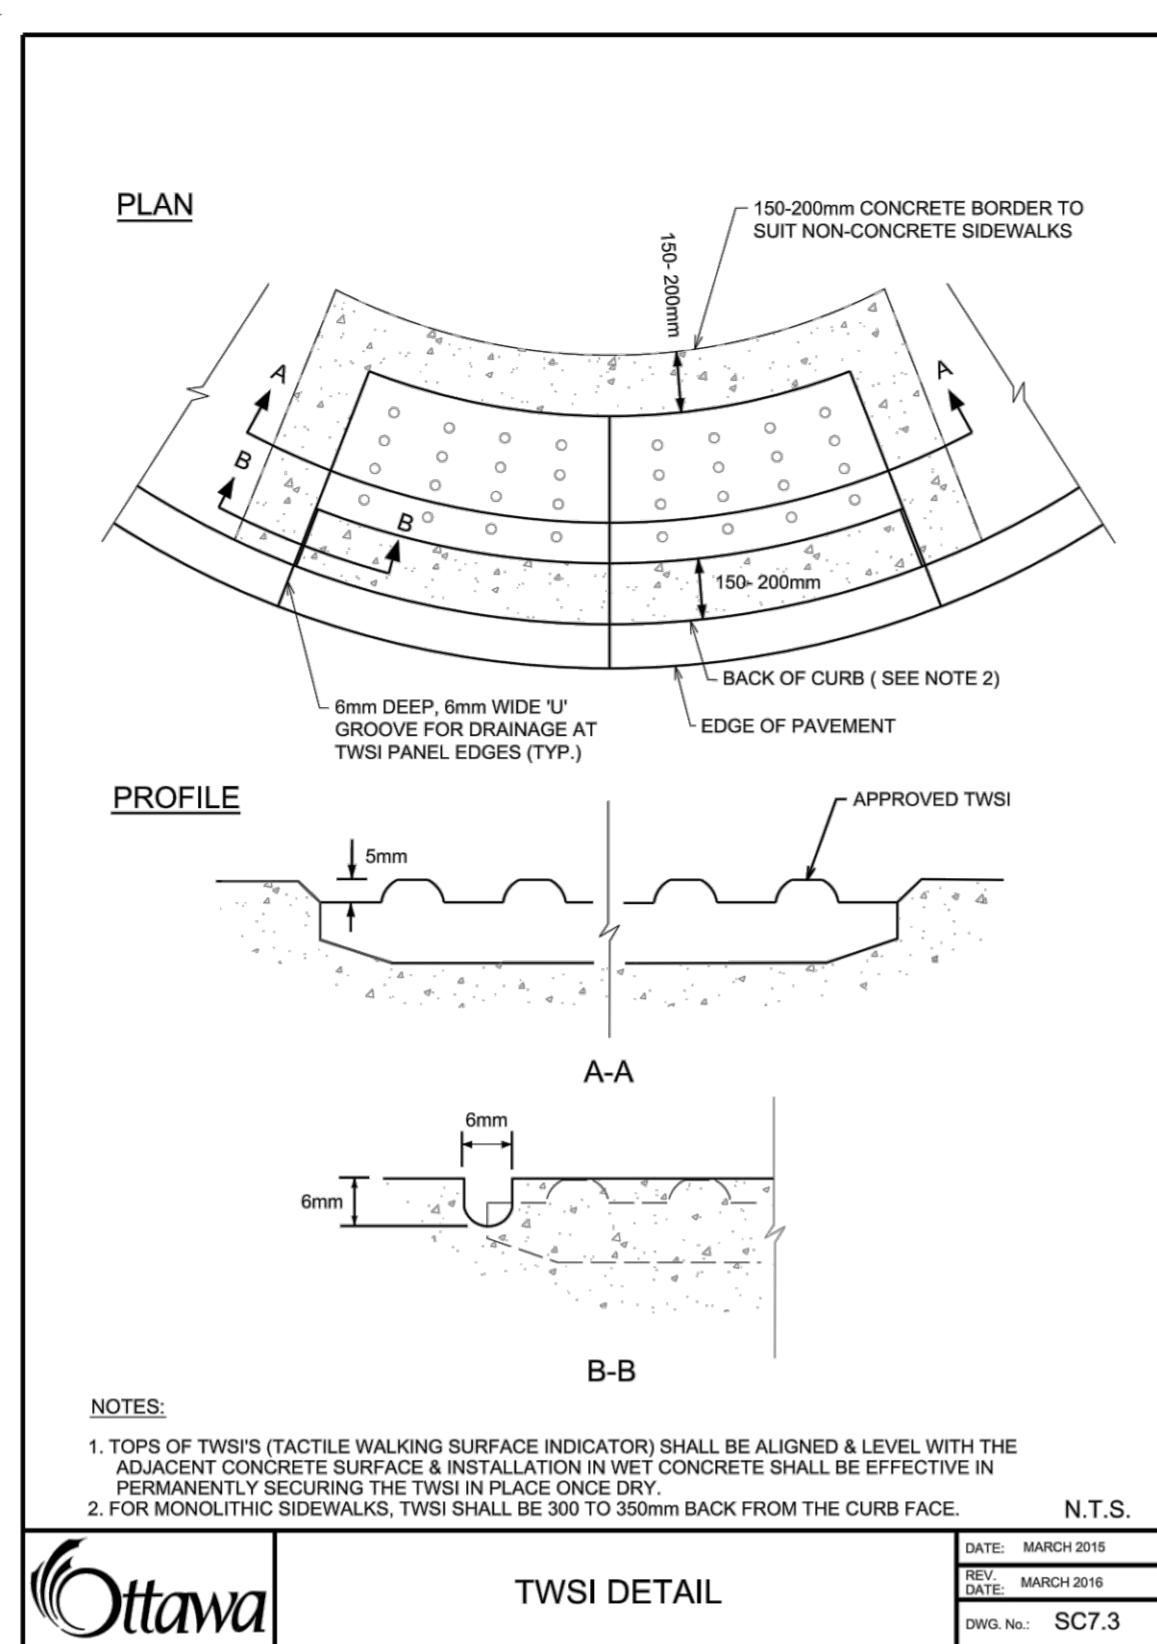 PLAN
150-200mm CONCRETE BORDER TO
SUIT NON-CONCRETE SIDEWALKS
150- 200mm
A
A
B
B
150- 200mm
BACK OF CURB ( SEE NOTE 2)
6mm DEEP, 6mm WIDE 'U'
GROOVE FOR DRAINAGE AT
TWSI PANEL EDGES (TYP.)
EDGE OF PAVEMENT
PROFILE
APPROVED TWSI
5mm
A-A
6mm
6mm
B-B
NOTES:
1. TOPS OF TWSI'S (TACTILE WALKING SURFACE INDICATOR) SHALL BE ALIGNED & LEVEL WITH THE
ADJACENT CONCRETE SURFACE & INSTALLATION IN WET CONCRETE SHALL BE EFFECTIVE IN
PERMANENTLY SECURING THE TWSI IN PLACE ONCE DRY.
2. FOR MONOLITHIC SIDEWALKS, TWSI SHALL BE 300 TO 350mm BACK FROM THE CURB FACE.
N.T.S.
Ottawa
TWSI DETAIL
DATE: MARCH 2015
REV.
DATE: MARCH 2016
DWG. No.: SC7.3